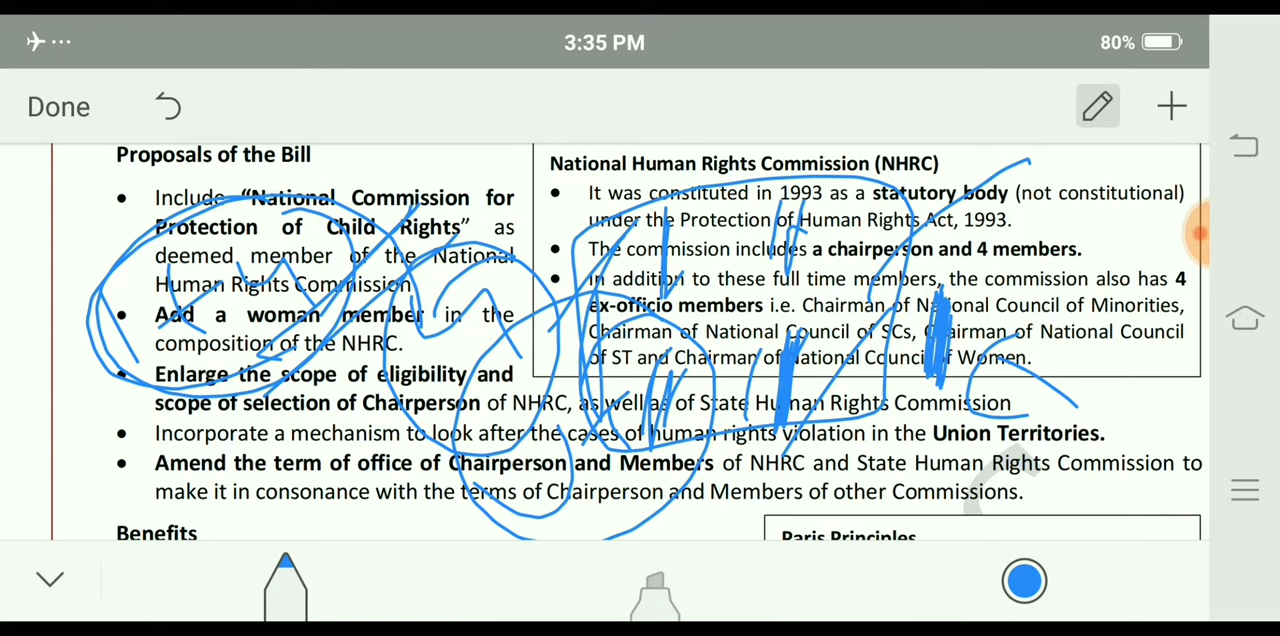 3:35 PM
80%
Done
Proposals of the Bill
• Include “National Commission for
Protection of Child Rights” as
deemed member of the National
Human Rights Commission
• Add a woman member in the
composition of the NHRC.
• Enlarge the scope of eligibility and
scope of selection of Chairperson of NHRC, as well as of State Human Rights Commission
• Incorporate a mechanism to look after the cases of human rights violation in the Union Territories.
• Amend the term of office of Chairperson and Members of NHRC and State Human Rights Commission to
make it in consonance with the terms of Chairperson and Members of other Commissions.
National Human Rights Commission (NHRC)
• It was constituted in 1993 as a statutory body (not constitutional)
under the Protection of Human Rights Act, 1993.
• The commission includes a chairperson and 4 members.
• In addition to these full time members, the commission also has 4
ex-officio members i.e. Chairman of National Council of Minorities,
Chairman of National Council of SCs, Chairman of National Council
of ST and Chairman of National Council of Women.
Benefits
Paris Principles